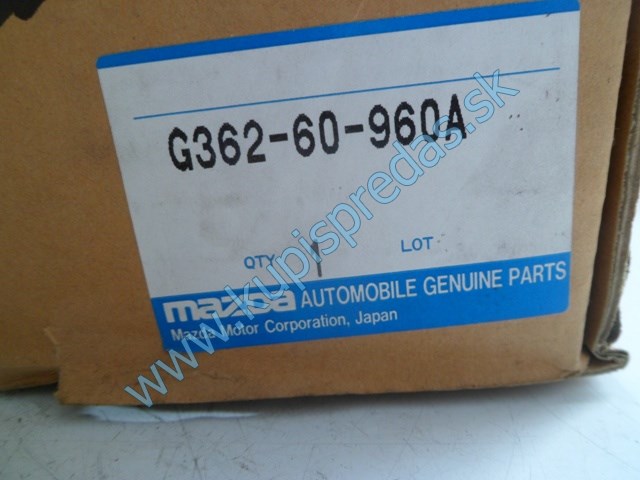 G362-60-960A
QTY 1 LOT
mazda AUTOMOBILE GENUINE PARTS
Mazda Motor Corporation, Japan
www.kupispredas.sk